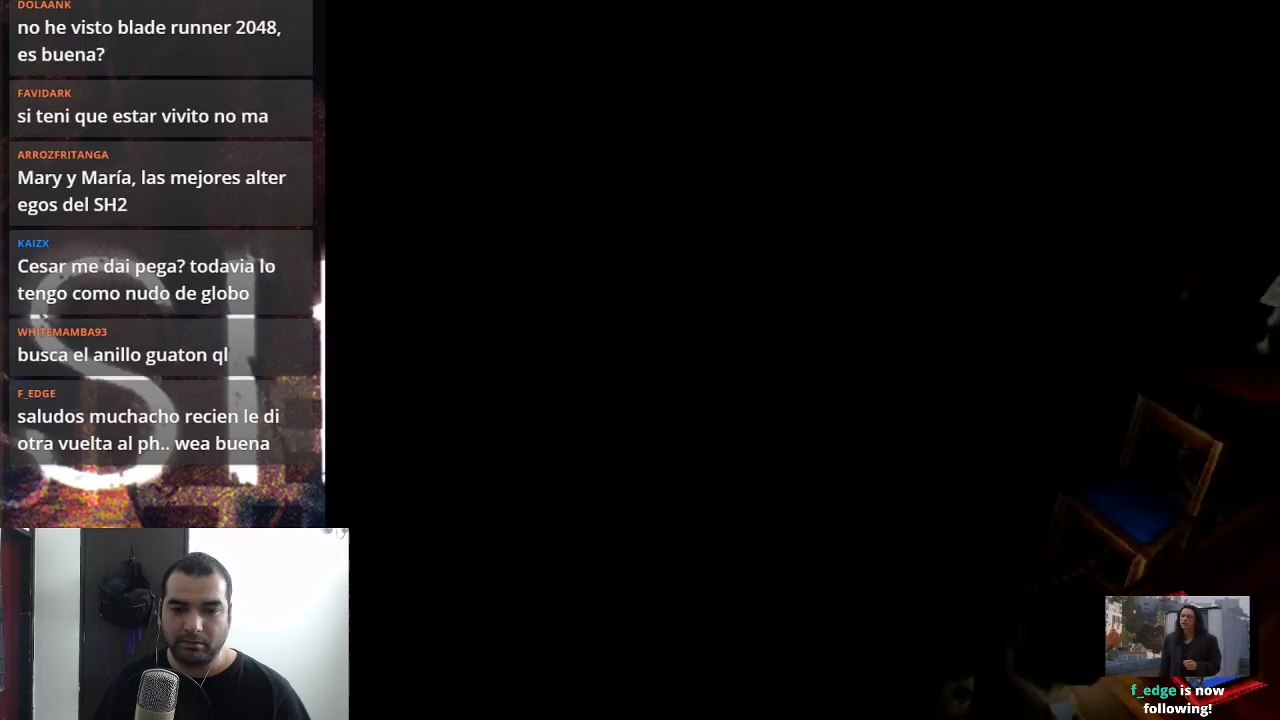 DOLAANK
no he visto blade runner 2048,
es buena?
FAVIDARK
si teni que estar vivito no ma
ARROZFRITANGA
Mary y María, las mejores alter
egos del SH2
KAIZX
Cesar me dai pega? todavia lo
tengo como nudo de globo
WHITEMAMBA93
busca el anillo guaton ql
F_EDGE
saludos muchacho recien le di
otra vuelta al ph.. wea buena
SI
f_edge is now
following!